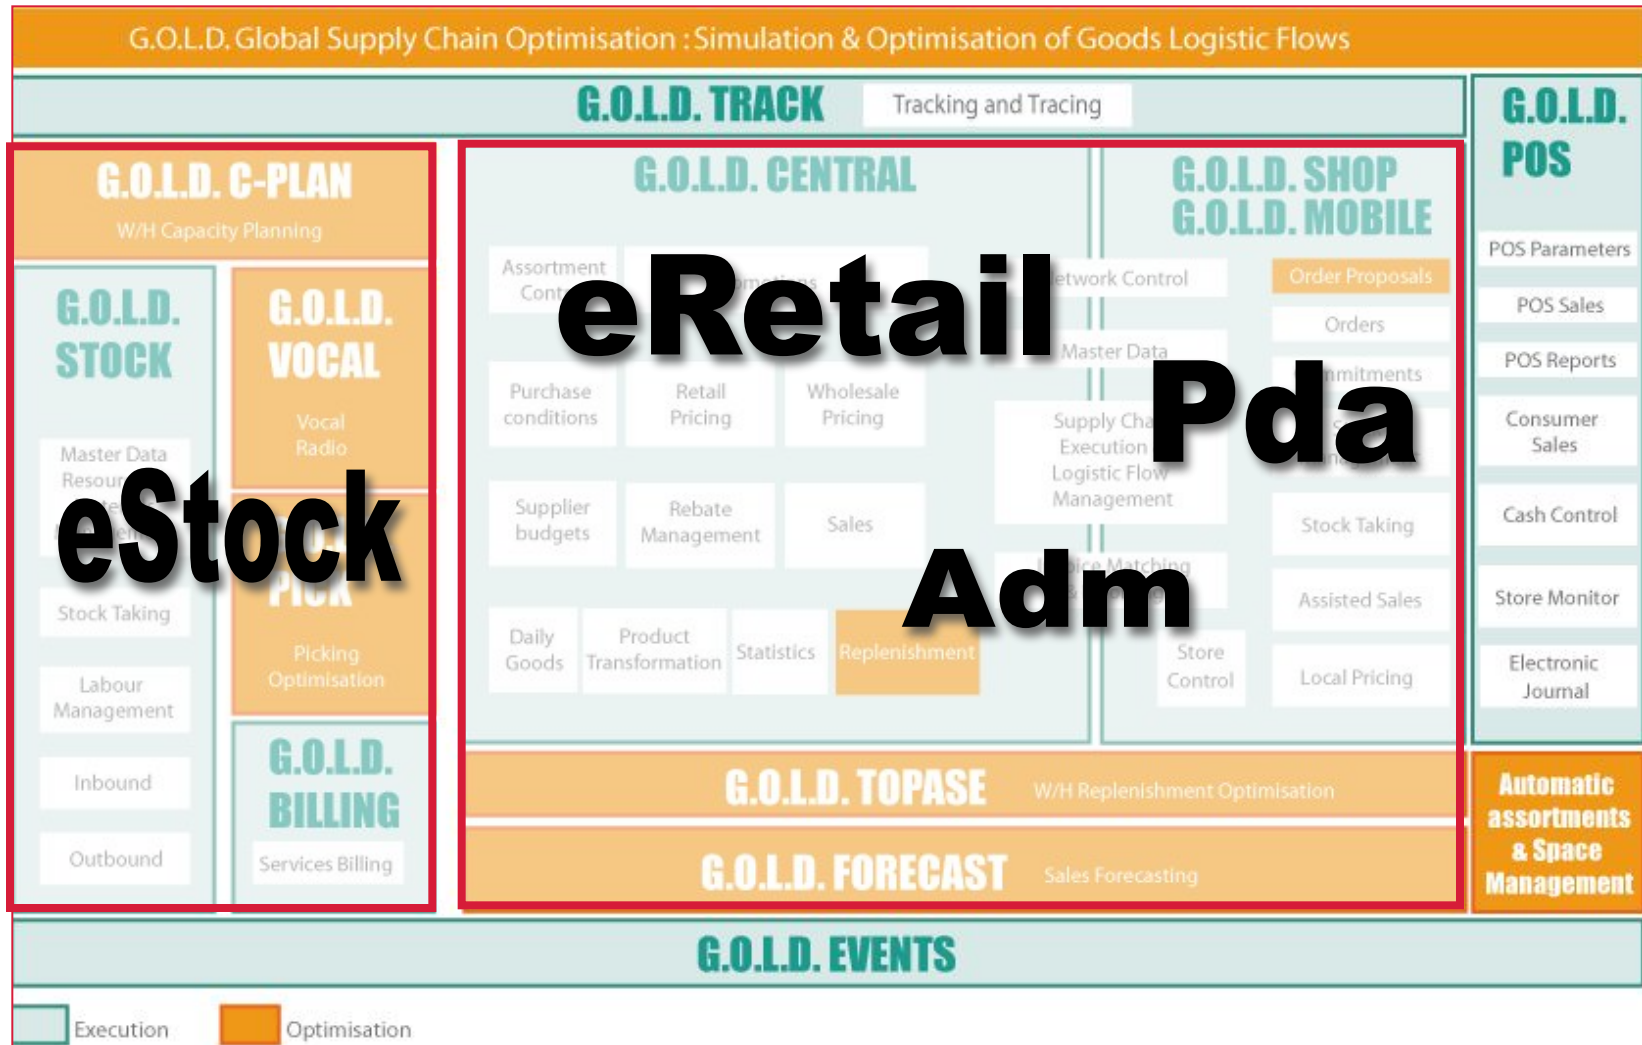 G.O.L.D. Global Supply Chain Optimisation : Simulation & Optimisation of Goods Logistic Flows
G.O.L.D. TRACK
Tracking and Tracing
G.O.L.D. C-PLAN
W/H Capacity Planning
G.O.L.D.
STOCK
Master Data
Stock Taking
Labour
Management
Inbound
Outbound
G.O.L.D.
VOCAL
Vocal
Radio
PICK
Picking
Optimisation
G.O.L.D.
BILLING
Services Billing
eStock
G.O.L.D. CENTRAL
Assortment
Purchase
conditions
Retail
Pricing
Wholesale
Pricing
Supplier
budgets
Rebate
Management
Sales
Daily
Goods
Product
Transformation
Statistics
Replenishment
eRetail
Control
Master Data
Supply
Execution
Logistic Flow
Management
Matching
Store
Control
G.O.L.D. SHOP
G.O.L.D. MOBILE
Order Proposals
Orders
Stock Taking
Assisted Sales
Local Pricing
Pda
Adm
G.O.L.D. TOPASE
W/H Replenishment Optimisation
G.O.L.D. FORECAST
Sales Forecasting
G.O.L.D.
POS
POS Parameters
POS Sales
POS Reports
Consumer
Sales
Cash Control
Store Monitor
Electronic
Journal
Automatic
assortments
& Space
Management
G.O.L.D. EVENTS
Execution
Optimisation